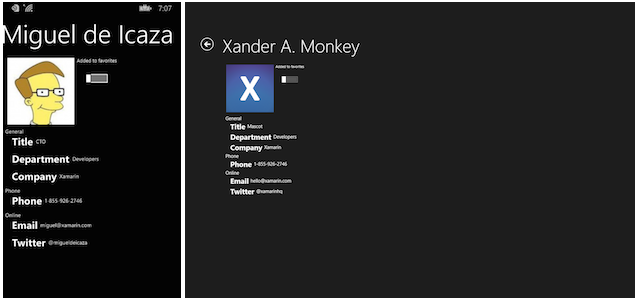 7:07
Miguel de Icaza
Added to favorites
General
Title CTO
Department Developers
Company Xamarin
Phone
Phone 1-855-926-2746
Online
Email miguel@xamarin.com
Twitter @migueldeicaza
Xander A. Monkey
Added to favorites
X
General
Title Mascot
Department Developers
Company Xamarin
Phone
Phone 1-855-926-2746
Online
Email hello@xamarin.com
Twitter @xamarinhq